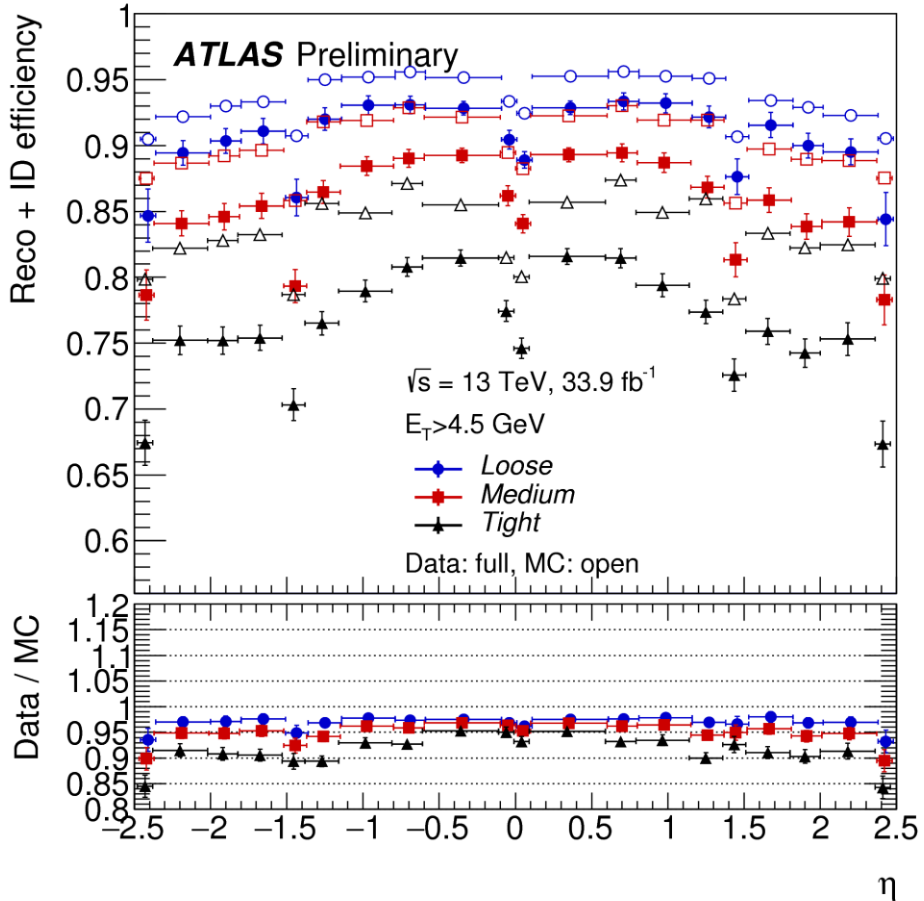 ATLAS Preliminary
Reco + ID efficiency
1
0.95
0.9
0.85
0.8
0.75
0.7
0.65
0.6
√s = 13 TeV, 33.9 fb⁻¹
E_T>4.5 GeV
Loose
Medium
Tight
Data: full, MC: open
Data / MC
1.2
1.15
1.1
1.05
1
0.95
0.9
0.85
0.8
−2.5 −2 −1.5 −1 −0.5 0 0.5 1 1.5 2 2.5
η